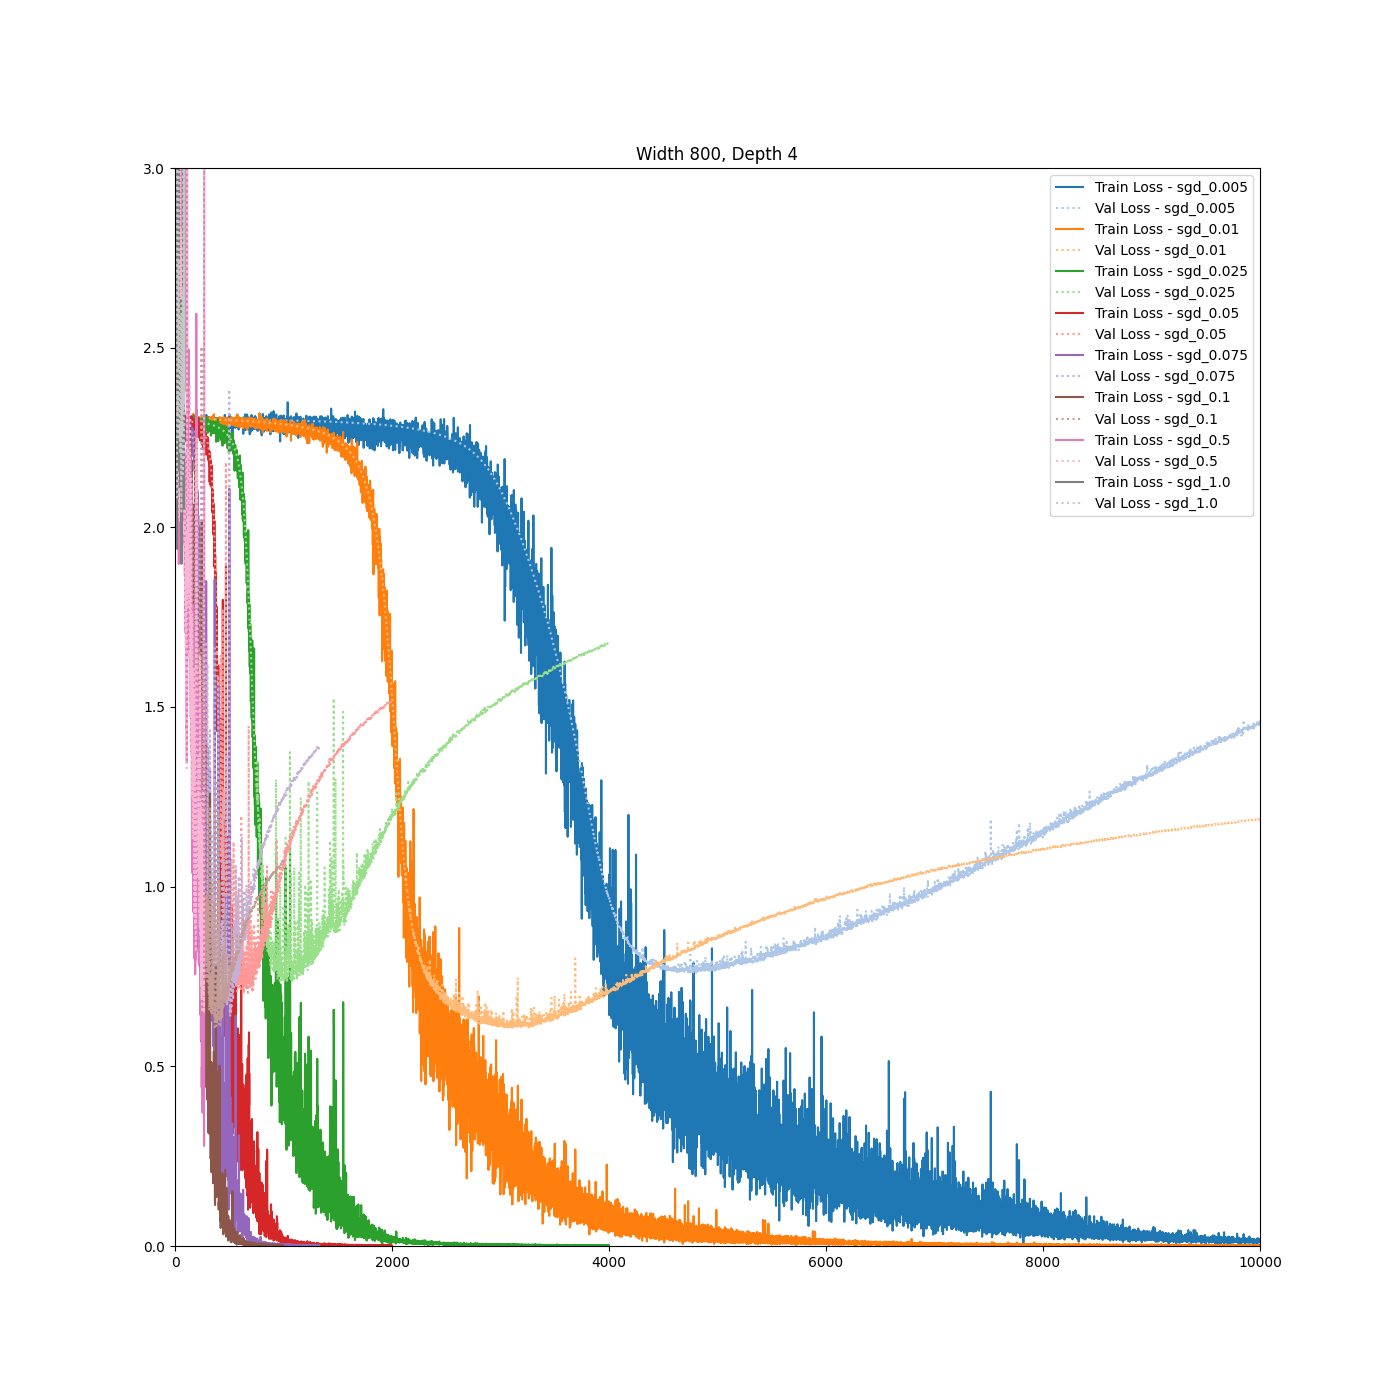 Width 800, Depth 4
3.0
2.5
2.0
1.5
1.0
0.5
0.0
0 2000 4000 6000 8000 10000
Train Loss - sgd_0.005
Val Loss - sgd_0.005
Train Loss - sgd_0.01
Val Loss - sgd_0.01
Train Loss - sgd_0.025
Val Loss - sgd_0.025
Train Loss - sgd_0.05
Val Loss - sgd_0.05
Train Loss - sgd_0.075
Val Loss - sgd_0.075
Train Loss - sgd_0.1
Val Loss - sgd_0.1
Train Loss - sgd_0.5
Val Loss - sgd_0.5
Train Loss - sgd_1.0
Val Loss - sgd_1.0